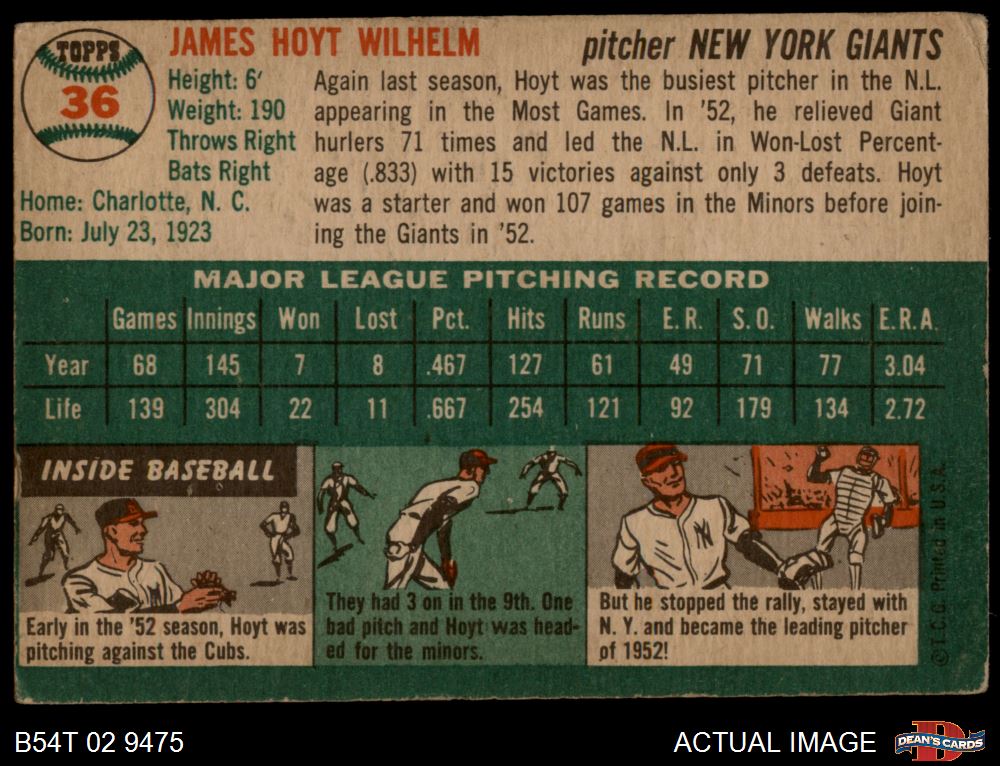 TOPPS
36
JAMES HOYT WILHELM
pitcher NEW YORK GIANTS
Height: 6'
Weight: 190
Throws Right
Bats Right
Home: Charlotte, N. C.
Born: July 23, 1923
Again last season, Hoyt was the busiest pitcher in the N.L.
appearing in the Most Games. In '52, he relieved Giant
hurlers 71 times and led the N.L. in Won-Lost Percent-
age (.833) with 15 victories against only 3 defeats. Hoyt
was a starter and won 107 games in the Minors before join-
ing the Giants in '52.
MAJOR LEAGUE PITCHING RECORD
Games Innings Won Lost Pct. Hits Runs E. R. S. O. Walks E.R.A.
Year 68 145 7 8 .467 127 61 49 71 77 3.04
Life 139 304 22 11 .667 254 121 92 179 134 2.72
INSIDE BASEBALL
Early in the '52 season, Hoyt was
pitching against the Cubs.
They had 3 on in the 9th. One
bad pitch and Hoyt was head-
ed for the minors.
But he stopped the rally, stayed with
N. Y. and became the leading pitcher
of 1952!
© T. C. G. Printed in U.S.A.
B54T 02 9475
ACTUAL IMAGE
DEAN'S CARDS